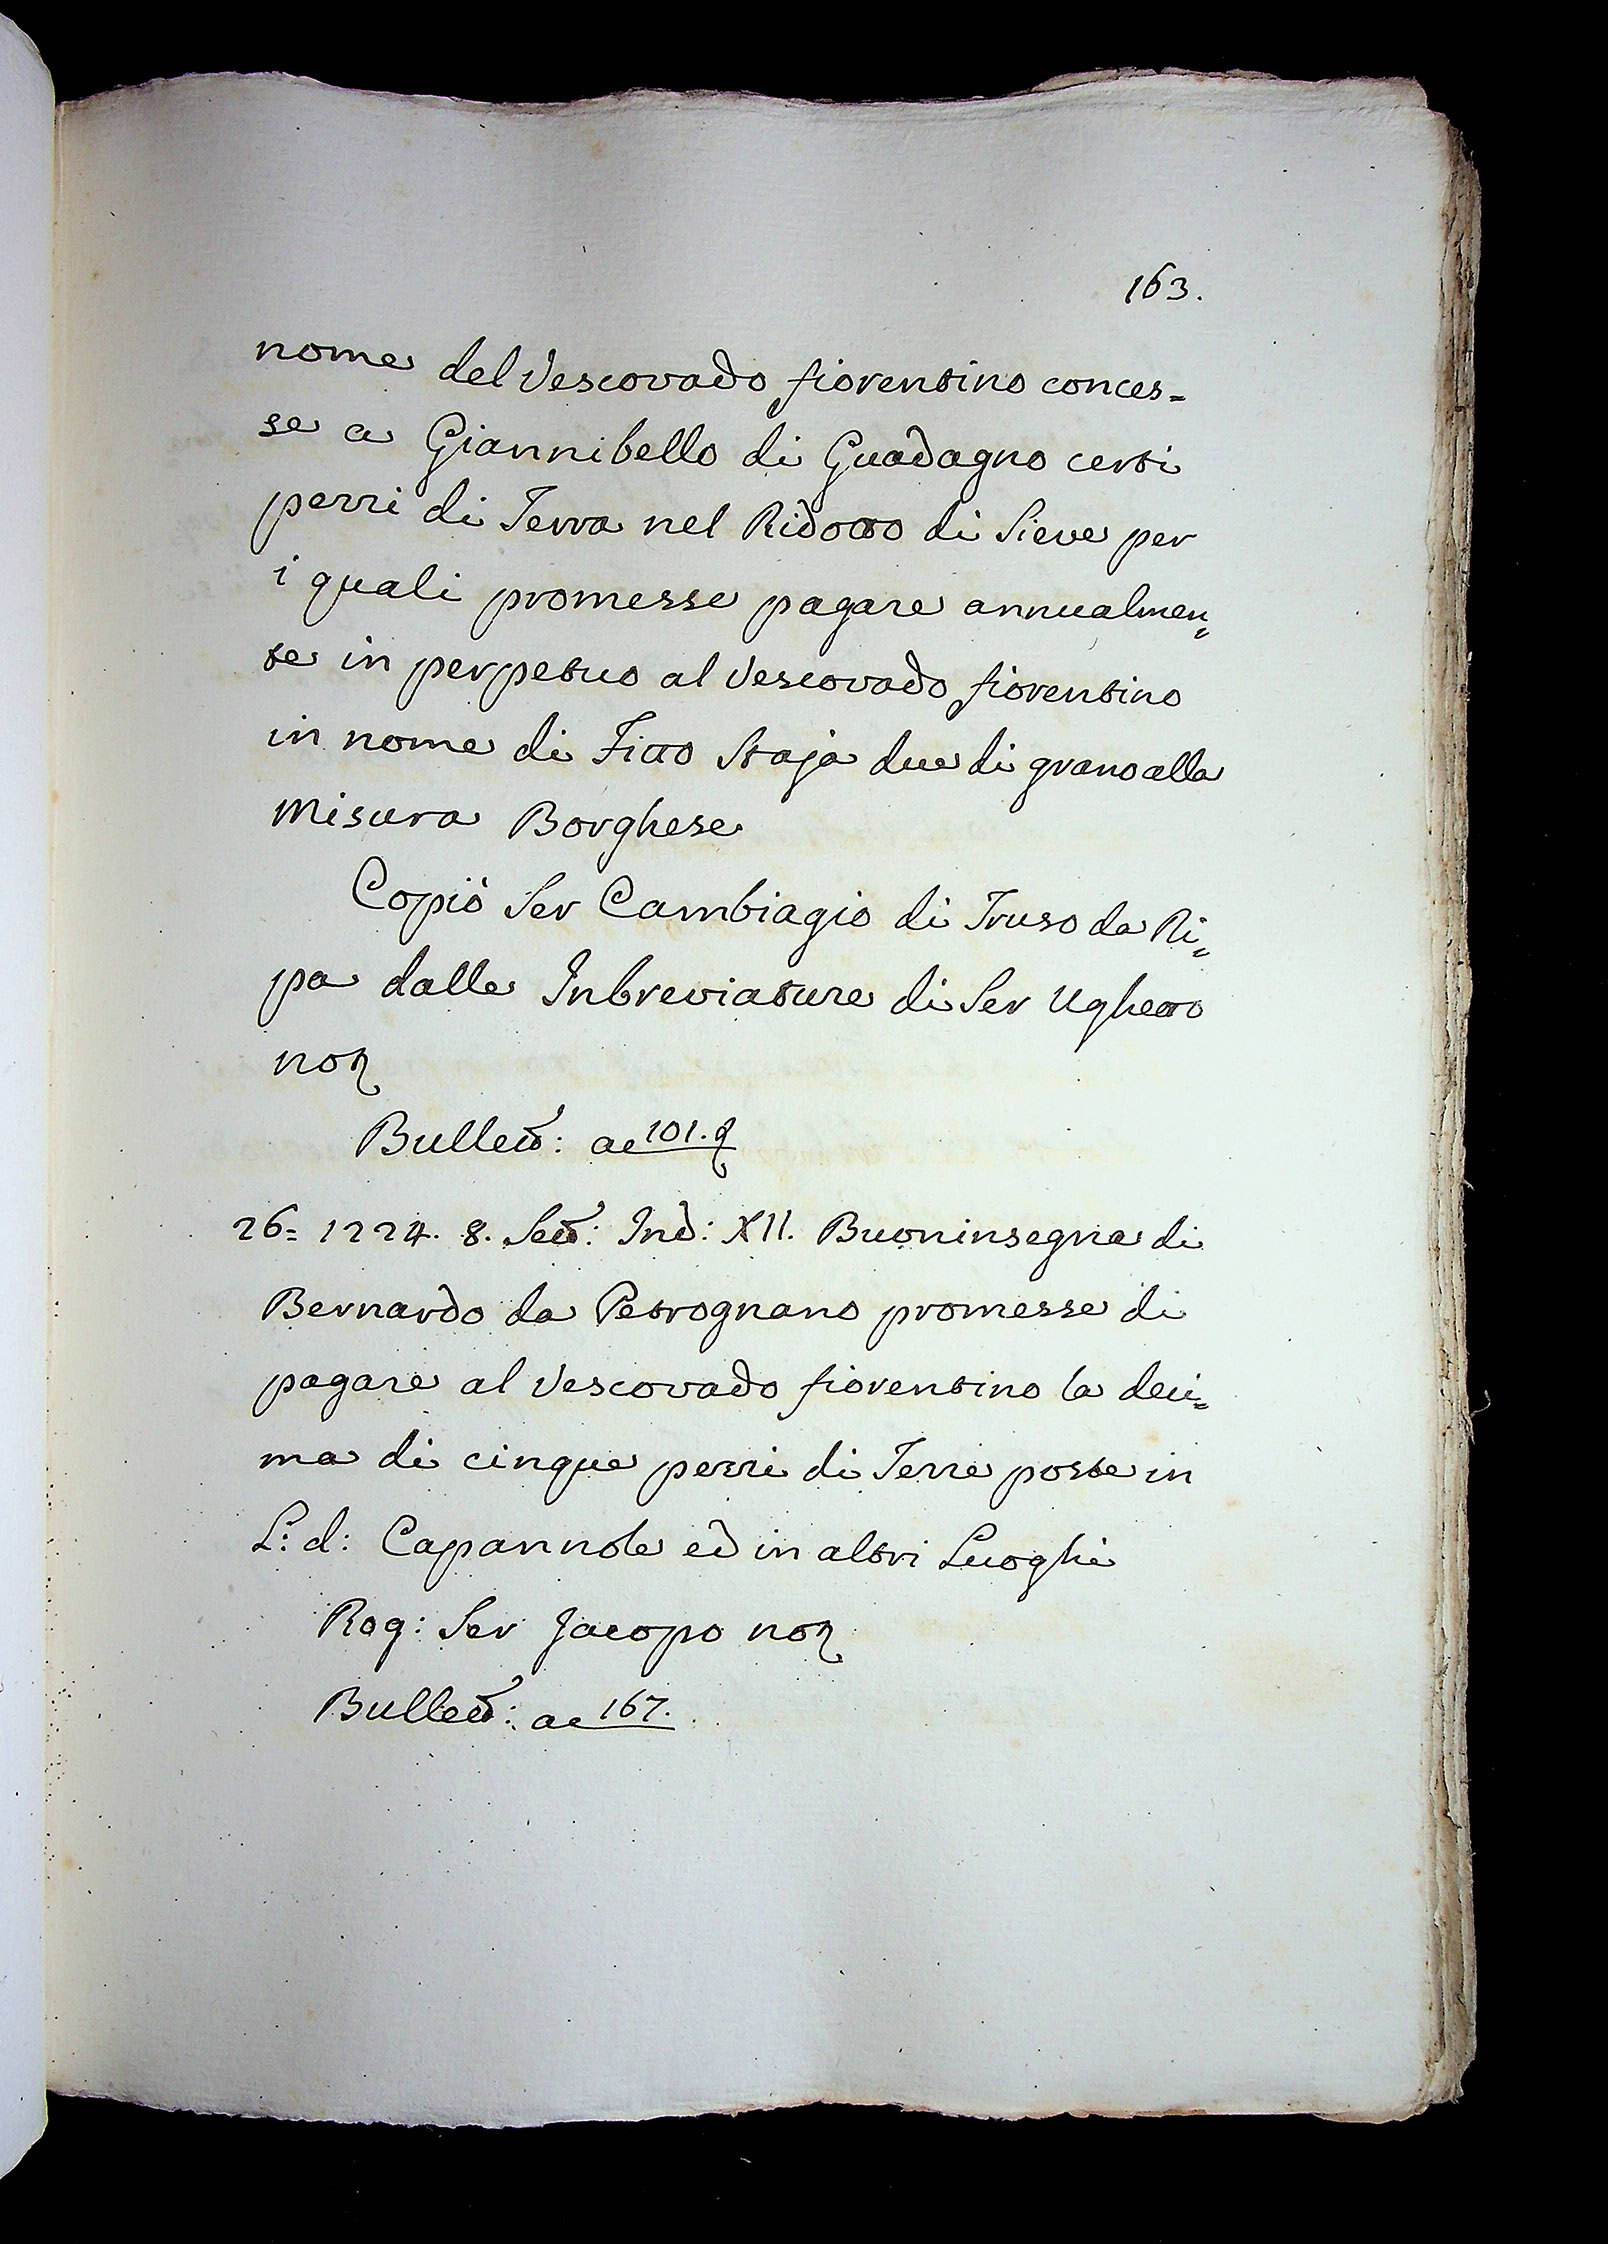 163.
nome del Vescovado fiorentino conces=
se a Giannibello di Guadagno certi
pezzi di Terra nel Ridotto di Sieve per
i quali promesse pagare annualmen=
te in perpetuo al Vescovado fiorentino
in nome di Fitto Staja due di grano alla
Misura Borghese
Copiò Ser Cambiagio di Truso da Ri=
pa dalle Inbreviature di Ser Ughetto
not
Bullett: ac 101.
26= 1224. 8. Sett: Ind: XII. Buoninsegna di
Bernardo da Petrognano promesse di
pagare al Vescovado fiorentino la deci=
ma di cinque pezzi di Terre poste in
L: d: Capannole ed in altri Luoghi
Rog: Ser Jacopo not
Bullett: ac 167.